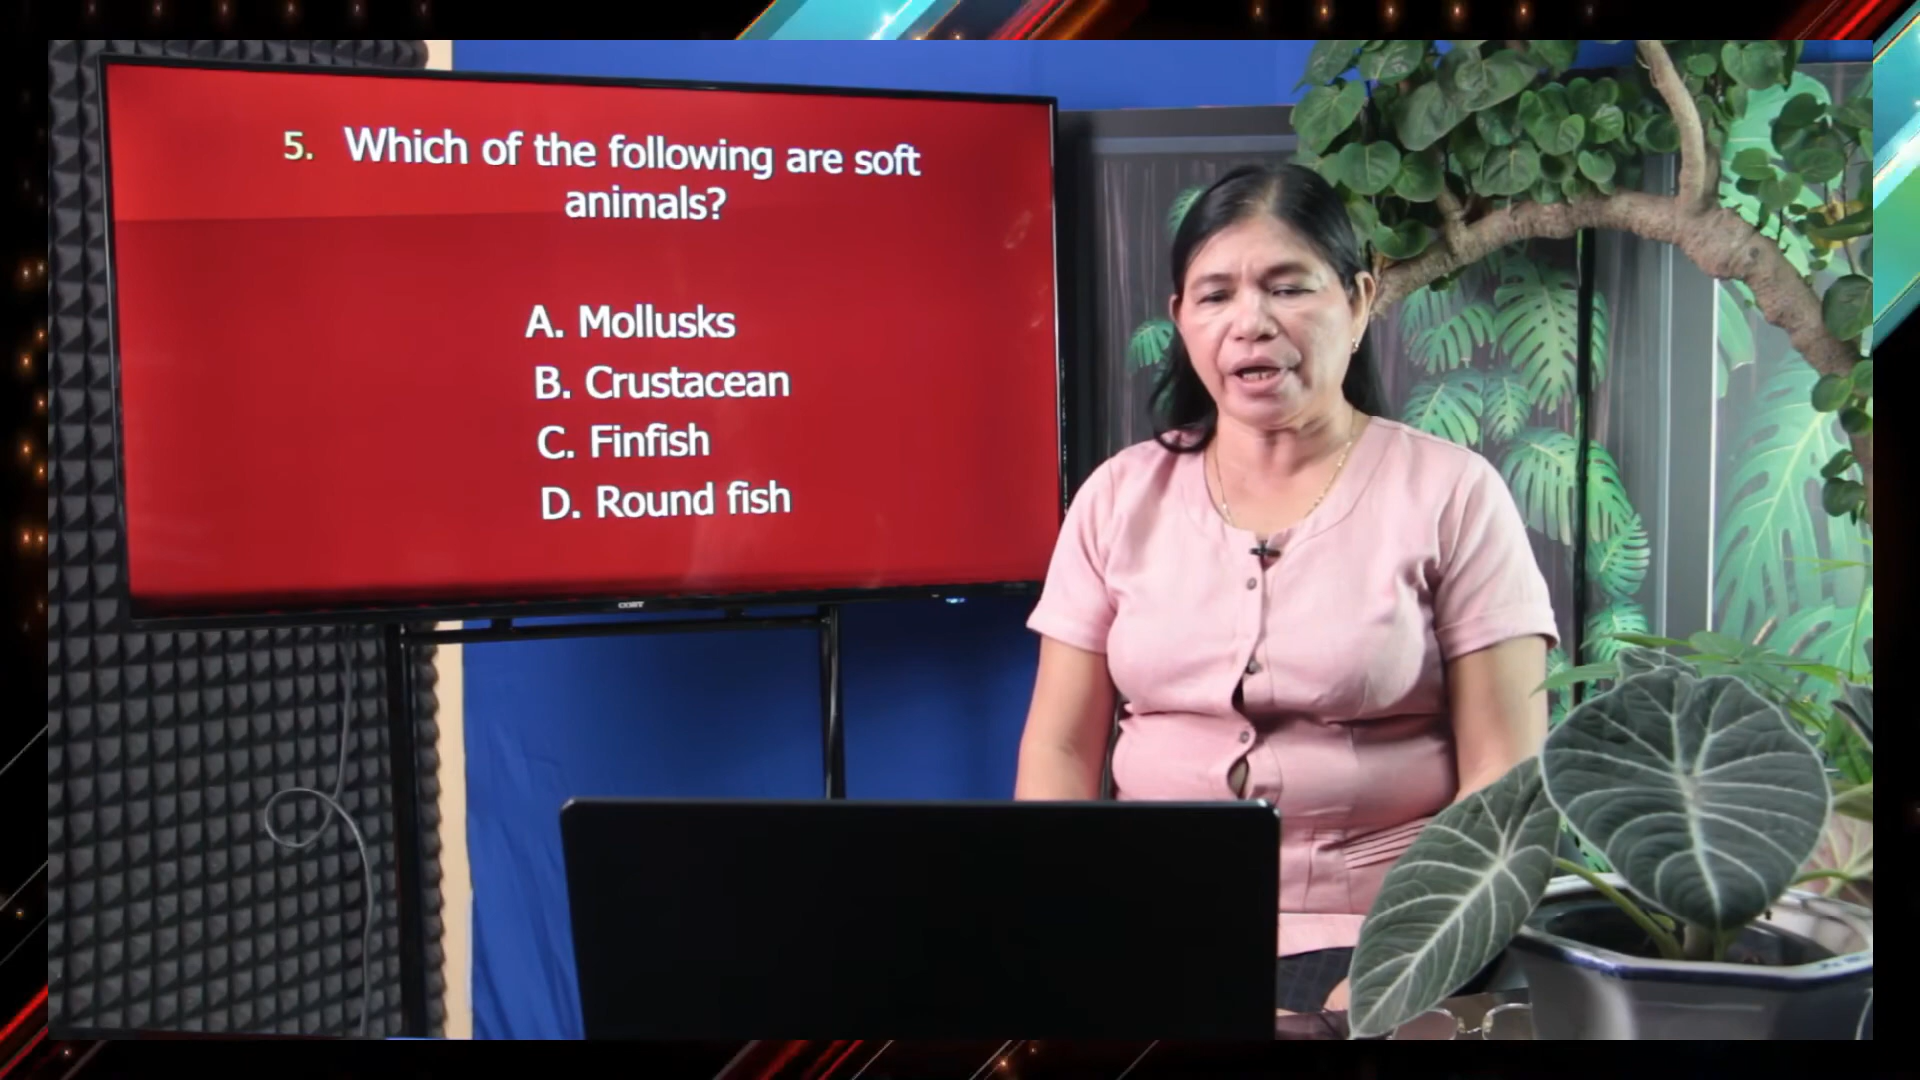 5. Which of the following are soft
animals?
A. Mollusks
B. Crustacean
C. Finfish
D. Round fish